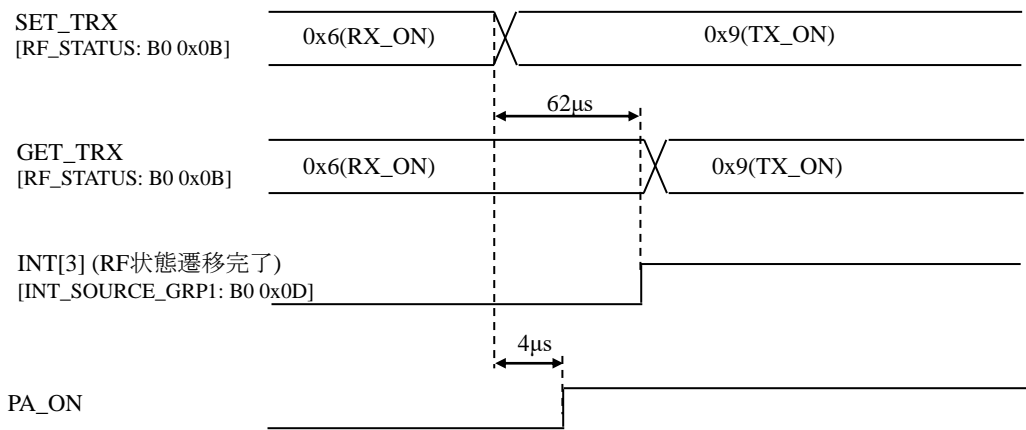 SET_TRX
[RF_STATUS: B0 0x0B]
0x6(RX_ON)
0x9(TX_ON)
62μs
GET_TRX
[RF_STATUS: B0 0x0B]
0x6(RX_ON)
0x9(TX_ON)
INT[3] (RF状態遷移完了)
[INT_SOURCE_GRP1: B0 0x0D]
4μs
PA_ON